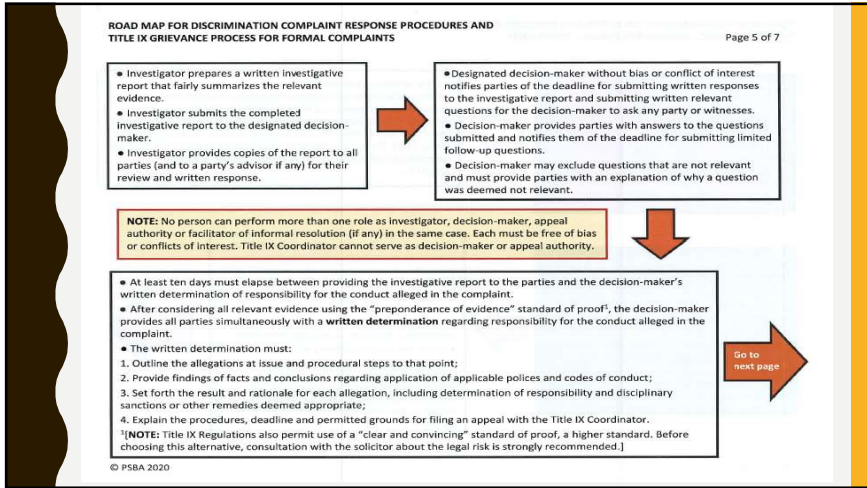 ROAD MAP FOR DISCRIMINATION COMPLAINT RESPONSE PROCEDURES AND
TITLE IX GRIEVANCE PROCESS FOR FORMAL COMPLAINTS
Page 5 of 7
• Investigator prepares a written investigative
report that fairly summarizes the relevant
evidence.
• Investigator submits the completed
investigative report to the designated decision-
maker.
• Investigator provides copies of the report to all
parties (and to a party's advisor if any) for their
review and written response.
•Designated decision-maker without bias or conflict of interest
notifies parties of the deadline for submitting written responses
to the investigative report and submitting written relevant
questions for the decision-maker to ask any party or witnesses.
• Decision-maker provides parties with answers to the questions
submitted and notifies them of the deadline for submitting limited
follow-up questions.
• Decision-maker may exclude questions that are not relevant
and must provide parties with an explanation of why a question
was deemed not relevant.
NOTE: No person can perform more than one role as investigator, decision-maker, appeal
authority or facilitator of informal resolution (if any) in the same case. Each must be free of bias
or conflicts of interest. Title IX Coordinator cannot serve as decision-maker or appeal authority.
• At least ten days must elapse between providing the investigative report to the parties and the decision-maker's
written determination of responsibility for the conduct alleged in the complaint.
• After considering all relevant evidence using the "preponderance of evidence" standard of proof¹, the decision-maker
provides all parties simultaneously with a written determination regarding responsibility for the conduct alleged in the
complaint.
• The written determination must:
1. Outline the allegations at issue and procedural steps to that point;
2. Provide findings of facts and conclusions regarding application of applicable polices and codes of conduct;
3. Set forth the result and rationale for each allegation, including determination of responsibility and disciplinary
sanctions or other remedies deemed appropriate;
4. Explain the procedures, deadline and permitted grounds for filing an appeal with the Title IX Coordinator.
¹[NOTE: Title IX Regulations also permit use of a "clear and convincing" standard of proof, a higher standard. Before
choosing this alternative, consultation with the solicitor about the legal risk is strongly recommended.]
Go to
next page
© PSBA 2020